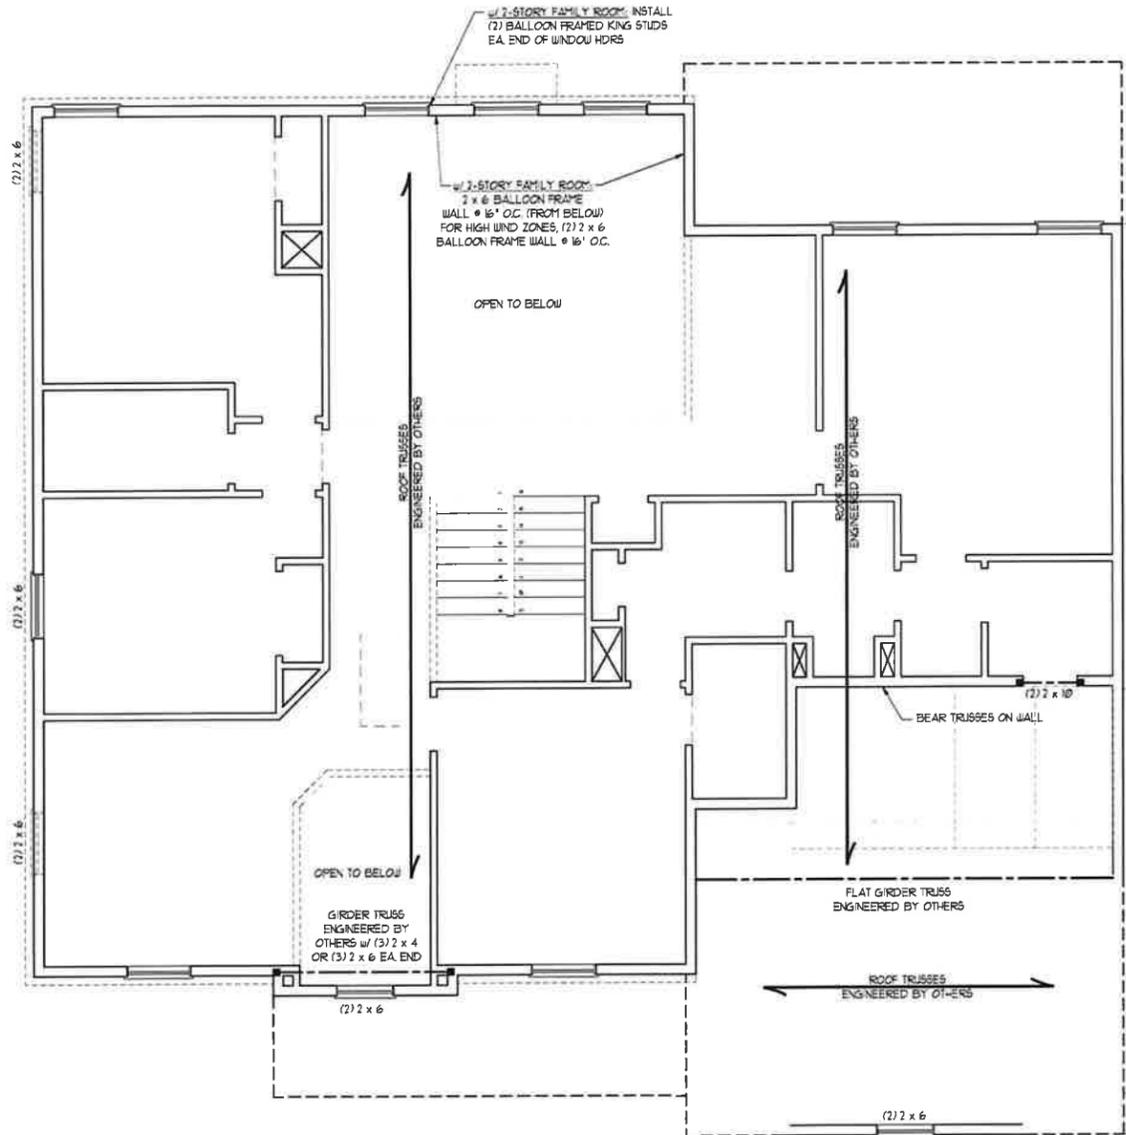 w/ 2-STORY FAMILY ROOM: INSTALL
(2) BALLOON FRAMED KING STUDS
EA. END OF WINDOW HDRS
(2) 2 x 6
w/ 2-STORY FAMILY ROOM:
2 x 6 BALLOON FRAME
WALL @ 16" O.C. (FROM BELOW)
FOR HIGH WIND ZONES, (2) 2 x 6
BALLOON FRAME WALL @ 16" O.C.
OPEN TO BELOW
ROOF TRUSSES
ENGINEERED BY OTHERS
ROOF TRUSSES
ENGINEERED BY OTHERS
(2) 2 x 6
(2) 2 x 10
BEAR TRUSSES ON WALL
(2) 2 x 6
OPEN TO BELOW
GIRDER TRUSS
ENGINEERED BY
OTHERS w/ (3) 2 x 4
OR (3) 2 x 6 EA. END
FLAT GIRDER TRUSS
ENGINEERED BY OTHERS
ROOF TRUSSES
ENGINEERED BY OTHERS
(2) 2 x 6
(2) 2 x 6